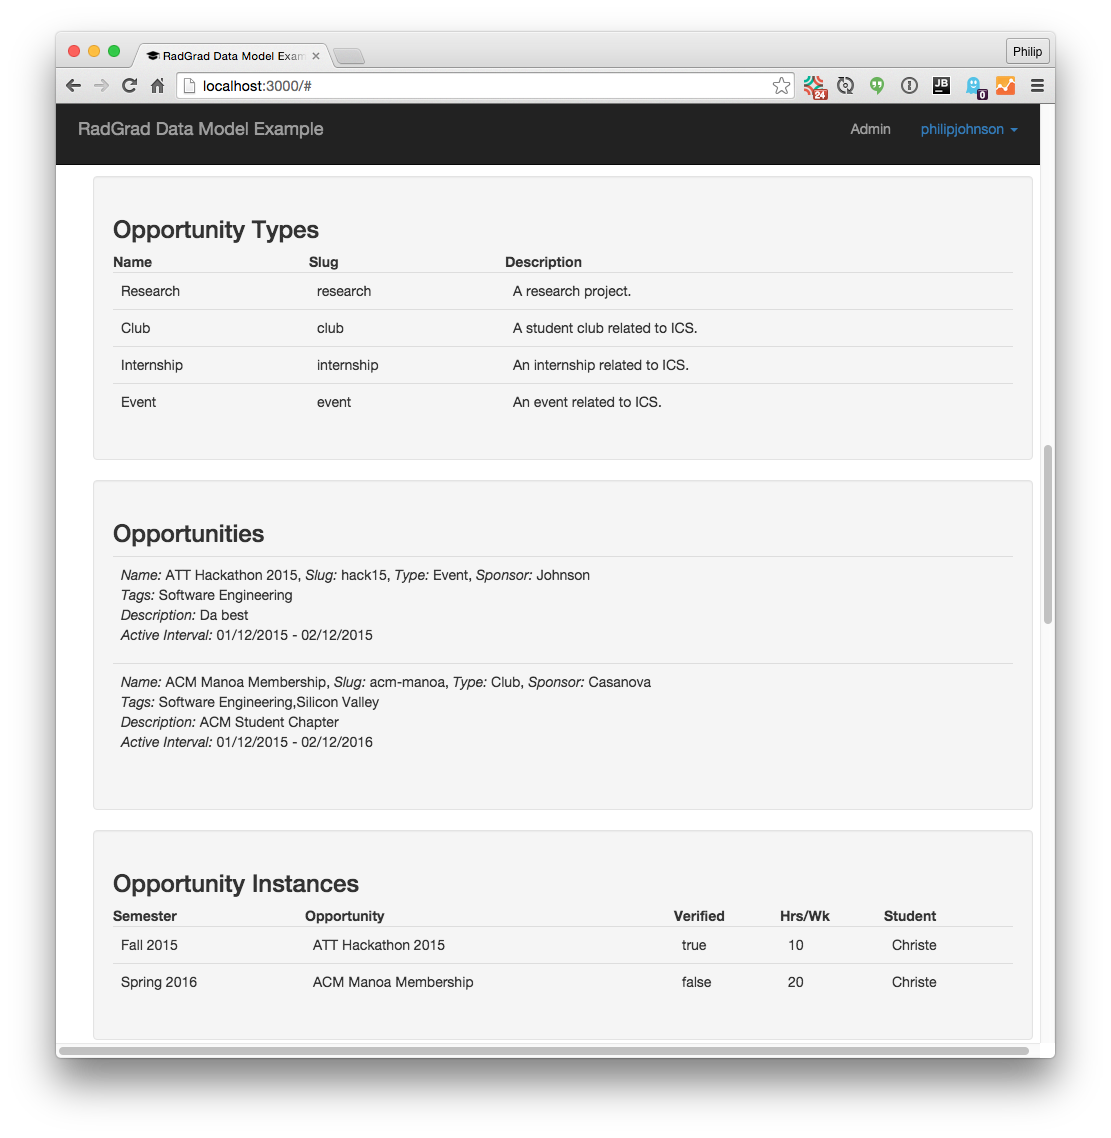 RadGrad Data Model Exam
Philip
localhost:3000/#
24
JB
0
RadGrad Data Model Example
Admin
philipjohnson
Opportunity Types
Name Slug Description
Research research A research project.
Club club A student club related to ICS.
Internship internship An internship related to ICS.
Event event An event related to ICS.
Opportunities
Name: ATT Hackathon 2015, Slug: hack15, Type: Event, Sponsor: Johnson
Tags: Software Engineering
Description: Da best
Active Interval: 01/12/2015 - 02/12/2015
Name: ACM Manoa Membership, Slug: acm-manoa, Type: Club, Sponsor: Casanova
Tags: Software Engineering,Silicon Valley
Description: ACM Student Chapter
Active Interval: 01/12/2015 - 02/12/2016
Opportunity Instances
Semester Opportunity Verified Hrs/Wk Student
Fall 2015 ATT Hackathon 2015 true 10 Christe
Spring 2016 ACM Manoa Membership false 20 Christe